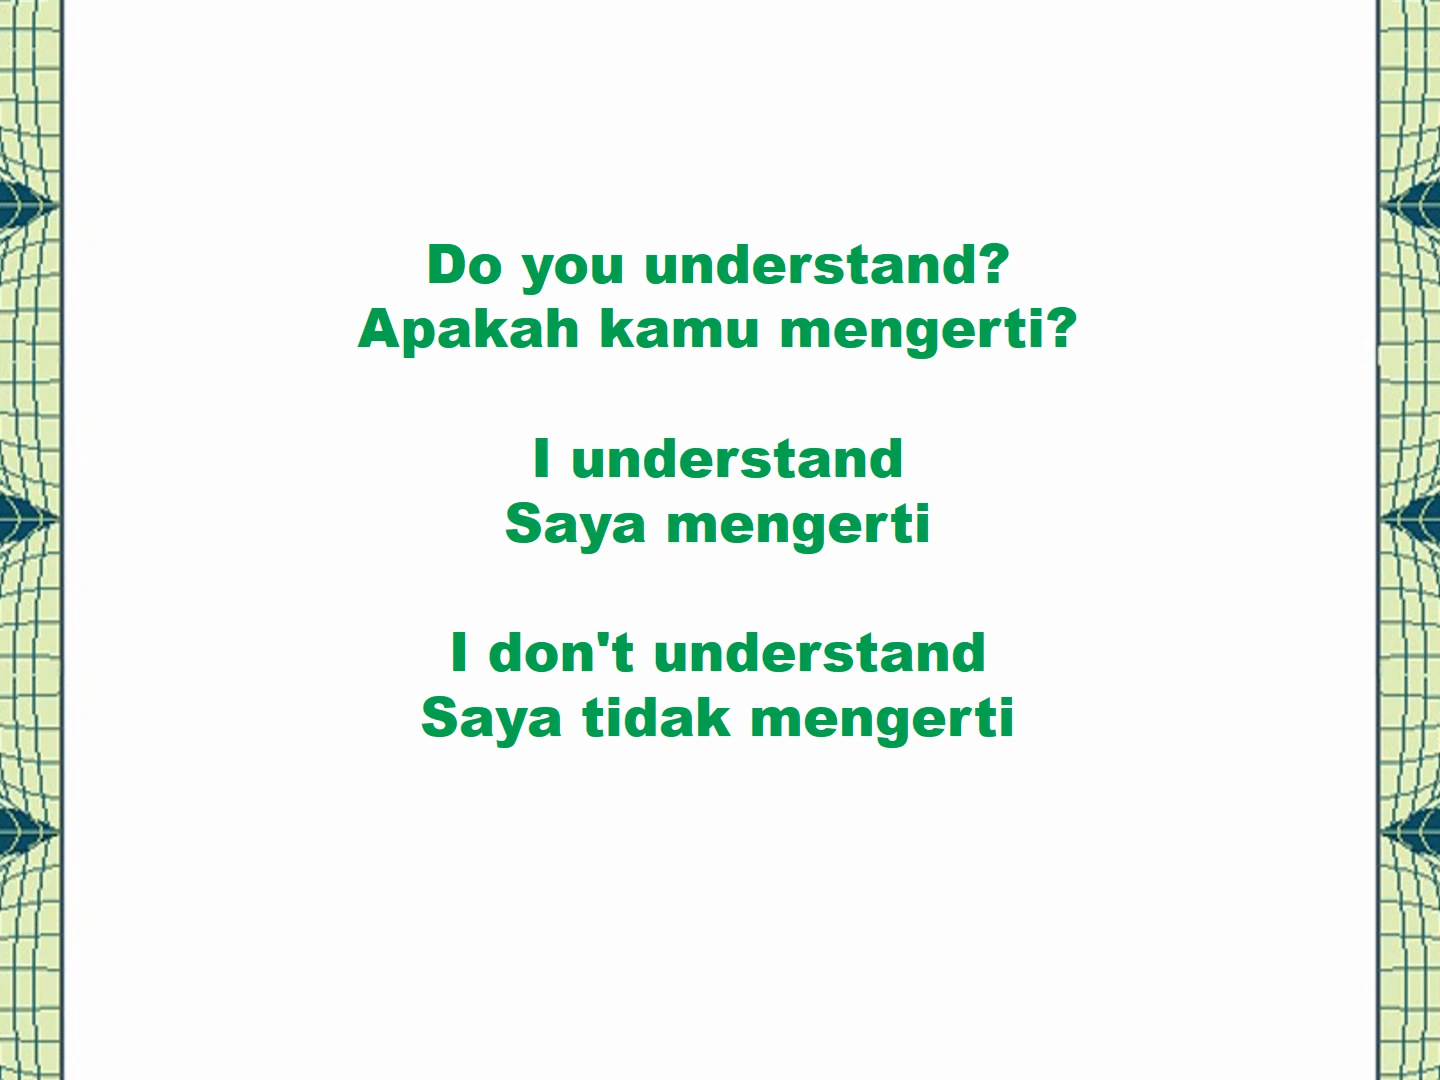 Do you understand?
Apakah kamu mengerti?
I understand
Saya mengerti
I don't understand
Saya tidak mengerti